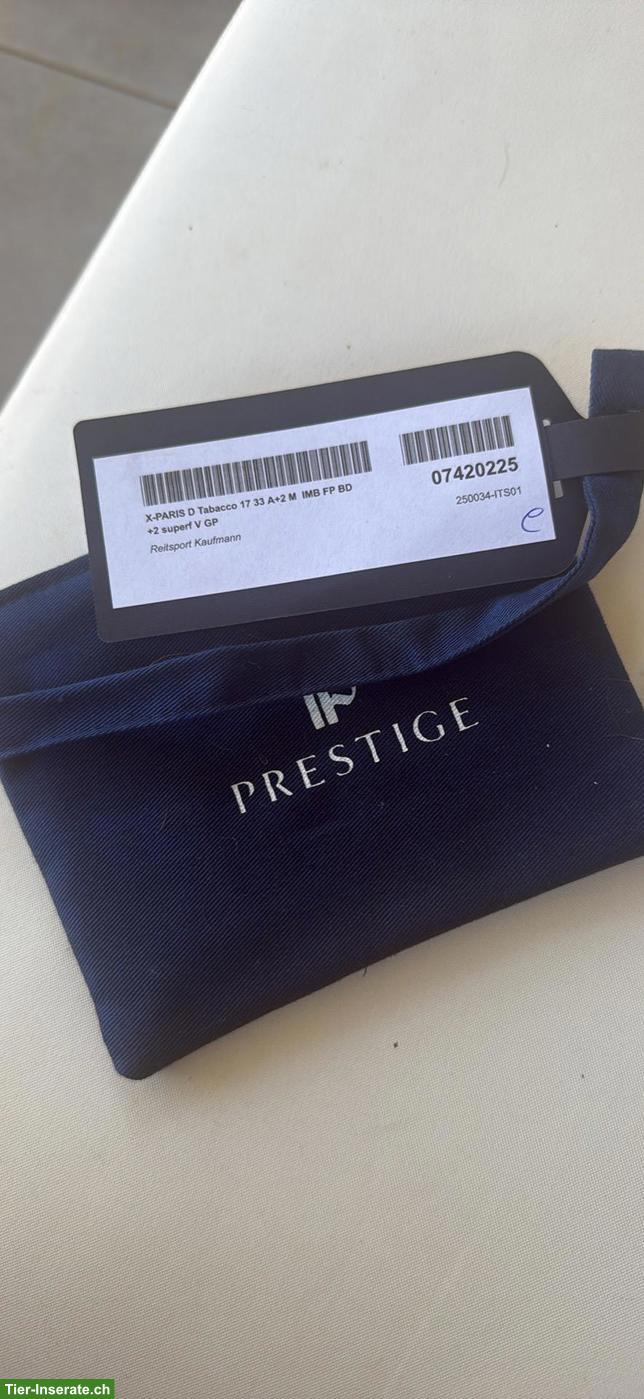 X-PARIS D Tabacco 17 33 A+2 M IMB FP BD
+2 superf V GP
Reitsport Kaufmann
07420225
250034-ITS01
e
PRESTIGE
Tier-Inserate.ch